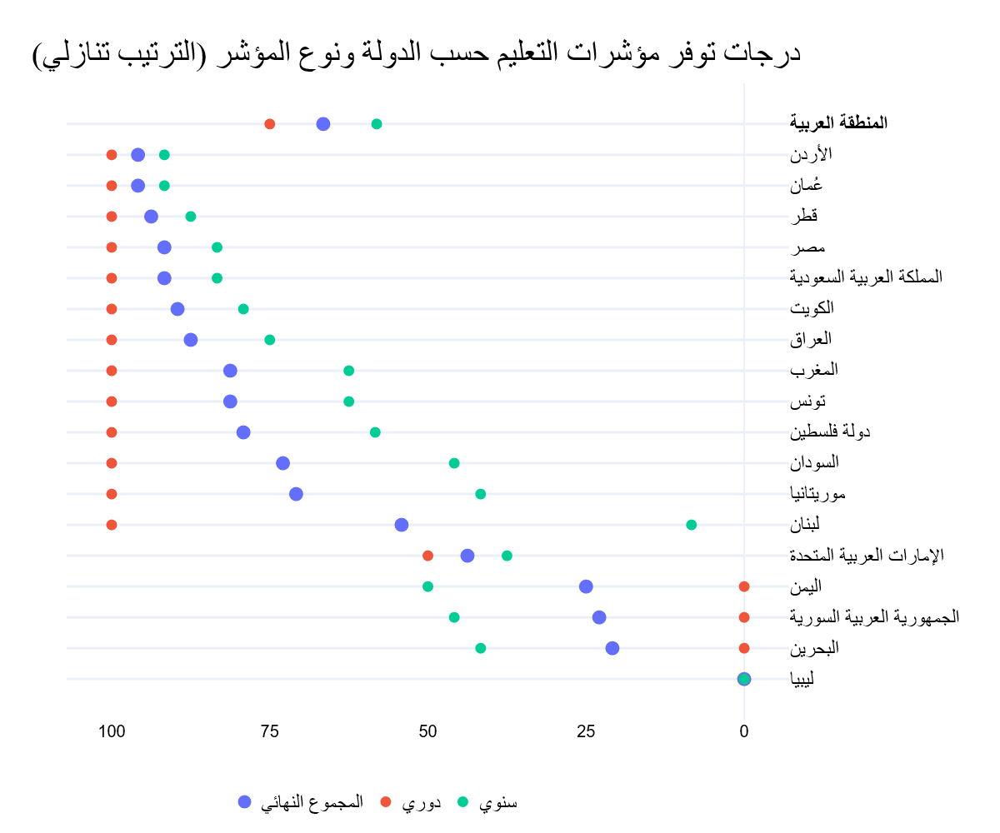 درجات توفر مؤشرات التعليم حسب الدولة ونوع المؤشر (الترتيب تنازلي)
المنطقة العربية
الأردن
عُمان
قطر
مصر
المملكة العربية السعودية
الكويت
العراق
المغرب
تونس
دولة فلسطين
السودان
موريتانيا
لبنان
الإمارات العربية المتحدة
اليمن
الجمهورية العربية السورية
البحرين
ليبيا
100 75 50 25 0
سنوي دوري المجموع النهائي